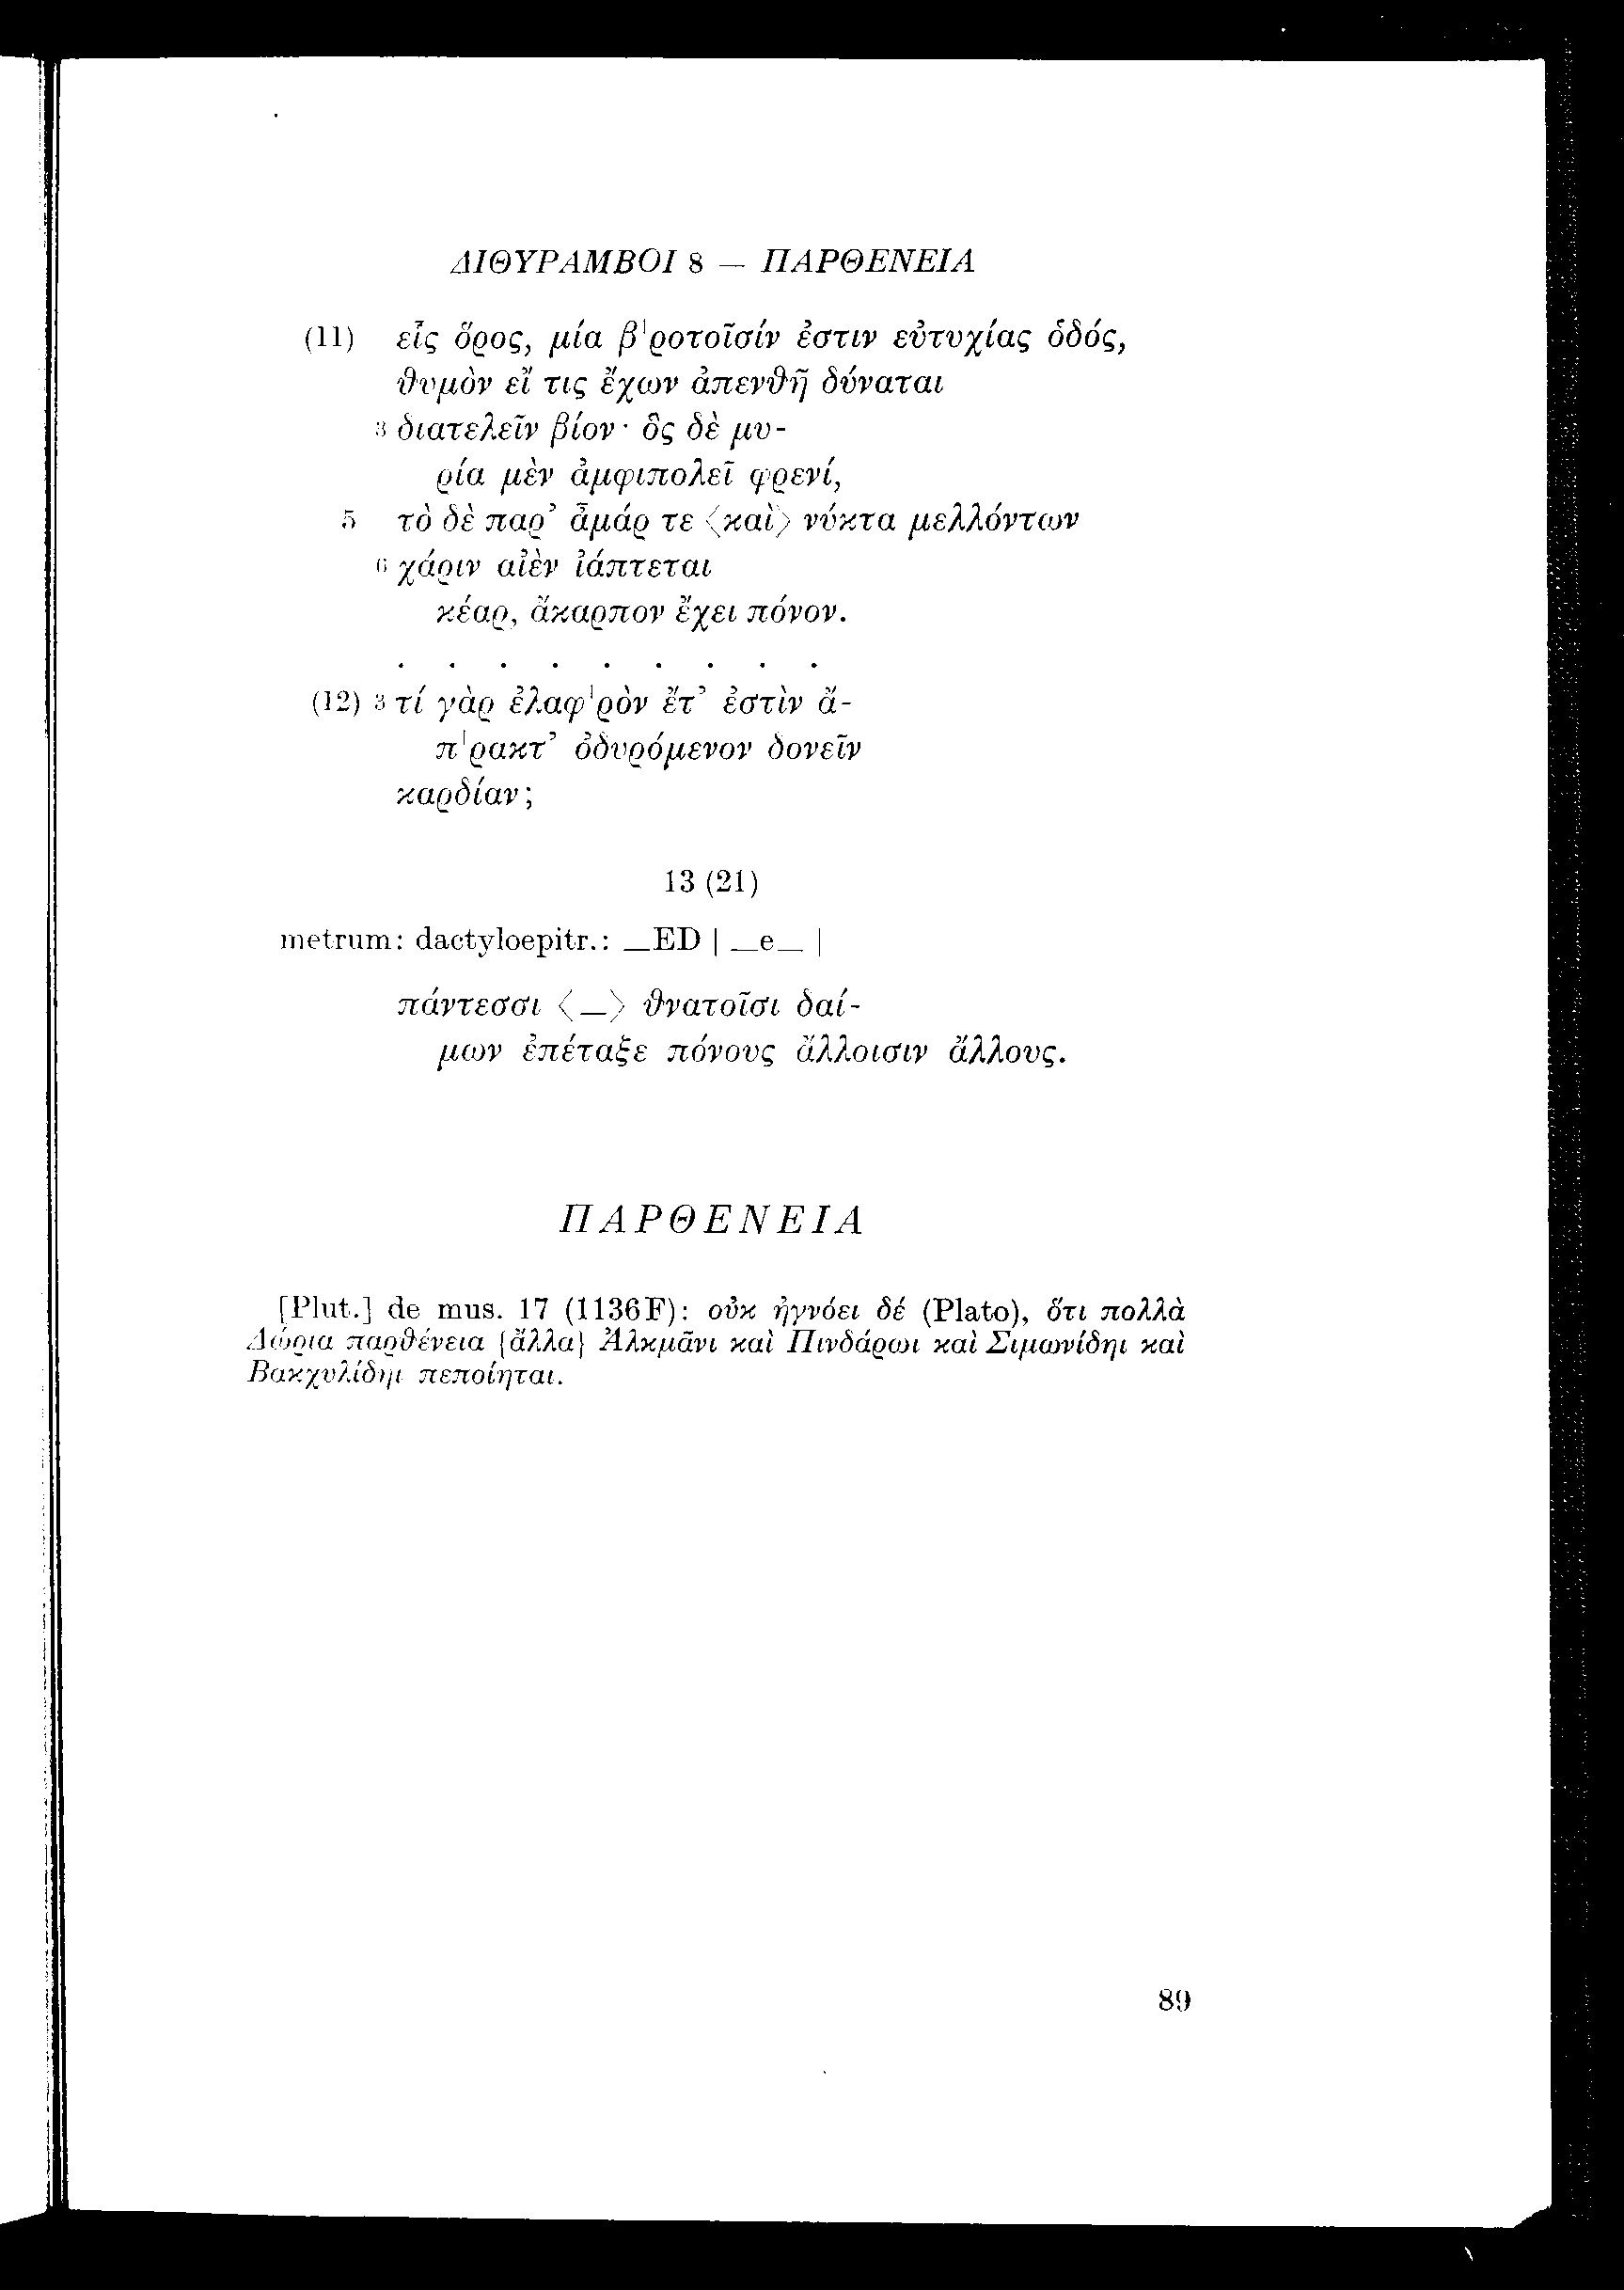 ΔΙΘΥΡΑΜΒΟΙ 8 — ΠΑΡΘΕΝΕΙΑ
(11) εἷς ὅρος, μία β'ροτοῖσίν ἐστιν εὐτυχίας ὁδός,
θυμὸν εἴ τις ἔχων ἀπενθῆ δύναται
3 διατελεῖν βίον· ὃς δὲ μυ-
ρία μὲν ἀμφιπολεῖ φρενί,
5 τὸ δὲ παρ’ ἆμάρ τε ⟨καὶ⟩ νύκτα μελλόντων
6 χάριν αἰὲν ἰάπτεται
κέαρ, ἄκαρπον ἔχει πόνον.
. . . . . . . . .
(12) 3 τί γὰρ ἐλαφ'ρὸν ἔτ’ ἐστὶν ἄ-
π'ρακτ’ ὀδυρόμενον δονεῖν
καρδίαν;
13 (21)
metrum: dactyloepitr.: —ED | —e— |
πάντεσσι ⟨—⟩ θνατοῖσι δαί-
μων ἐπέταξε πόνους ἄλλοισιν ἄλλους.
ΠΑΡΘΕΝΕΙΑ
[Plut.] de mus. 17 (1136F): οὐκ ἠγνόει δέ (Plato), ὅτι πολλὰ
Δώρια παρθένεια {ἄλλα} Ἀλκμᾶνι καὶ Πινδάρωι καὶ Σιμωνίδηι καὶ
Βακχυλίδηι πεποίηται.
89